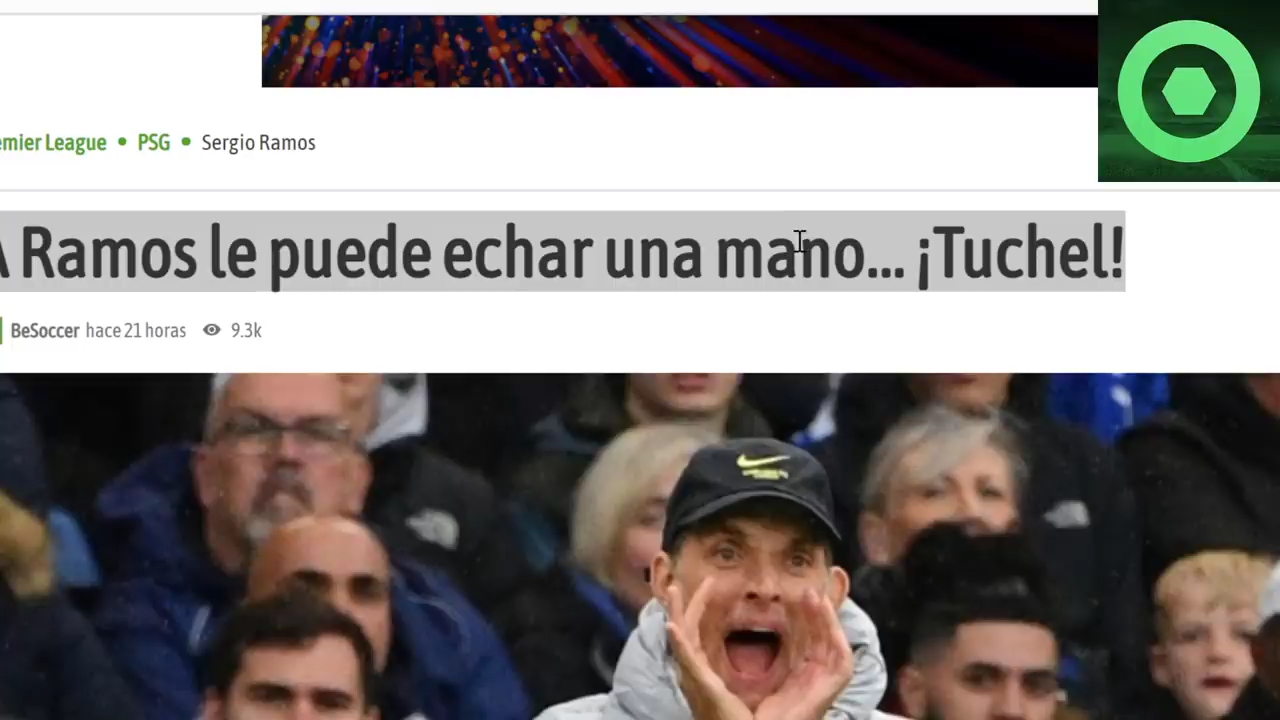 emier League • PSG • Sergio Ramos
A Ramos le puede echar una mano... ¡Tuchel!
BeSoccer hace 21 horas 9.3k